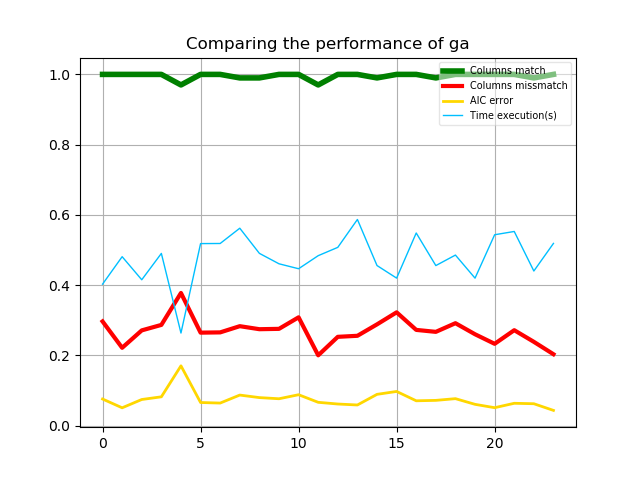 Comparing the performance of ga
1.0
0.8
0.6
0.4
0.2
0.0
Columns match
Columns missmatch
AIC error
Time execution(s)
0 5 10 15 20